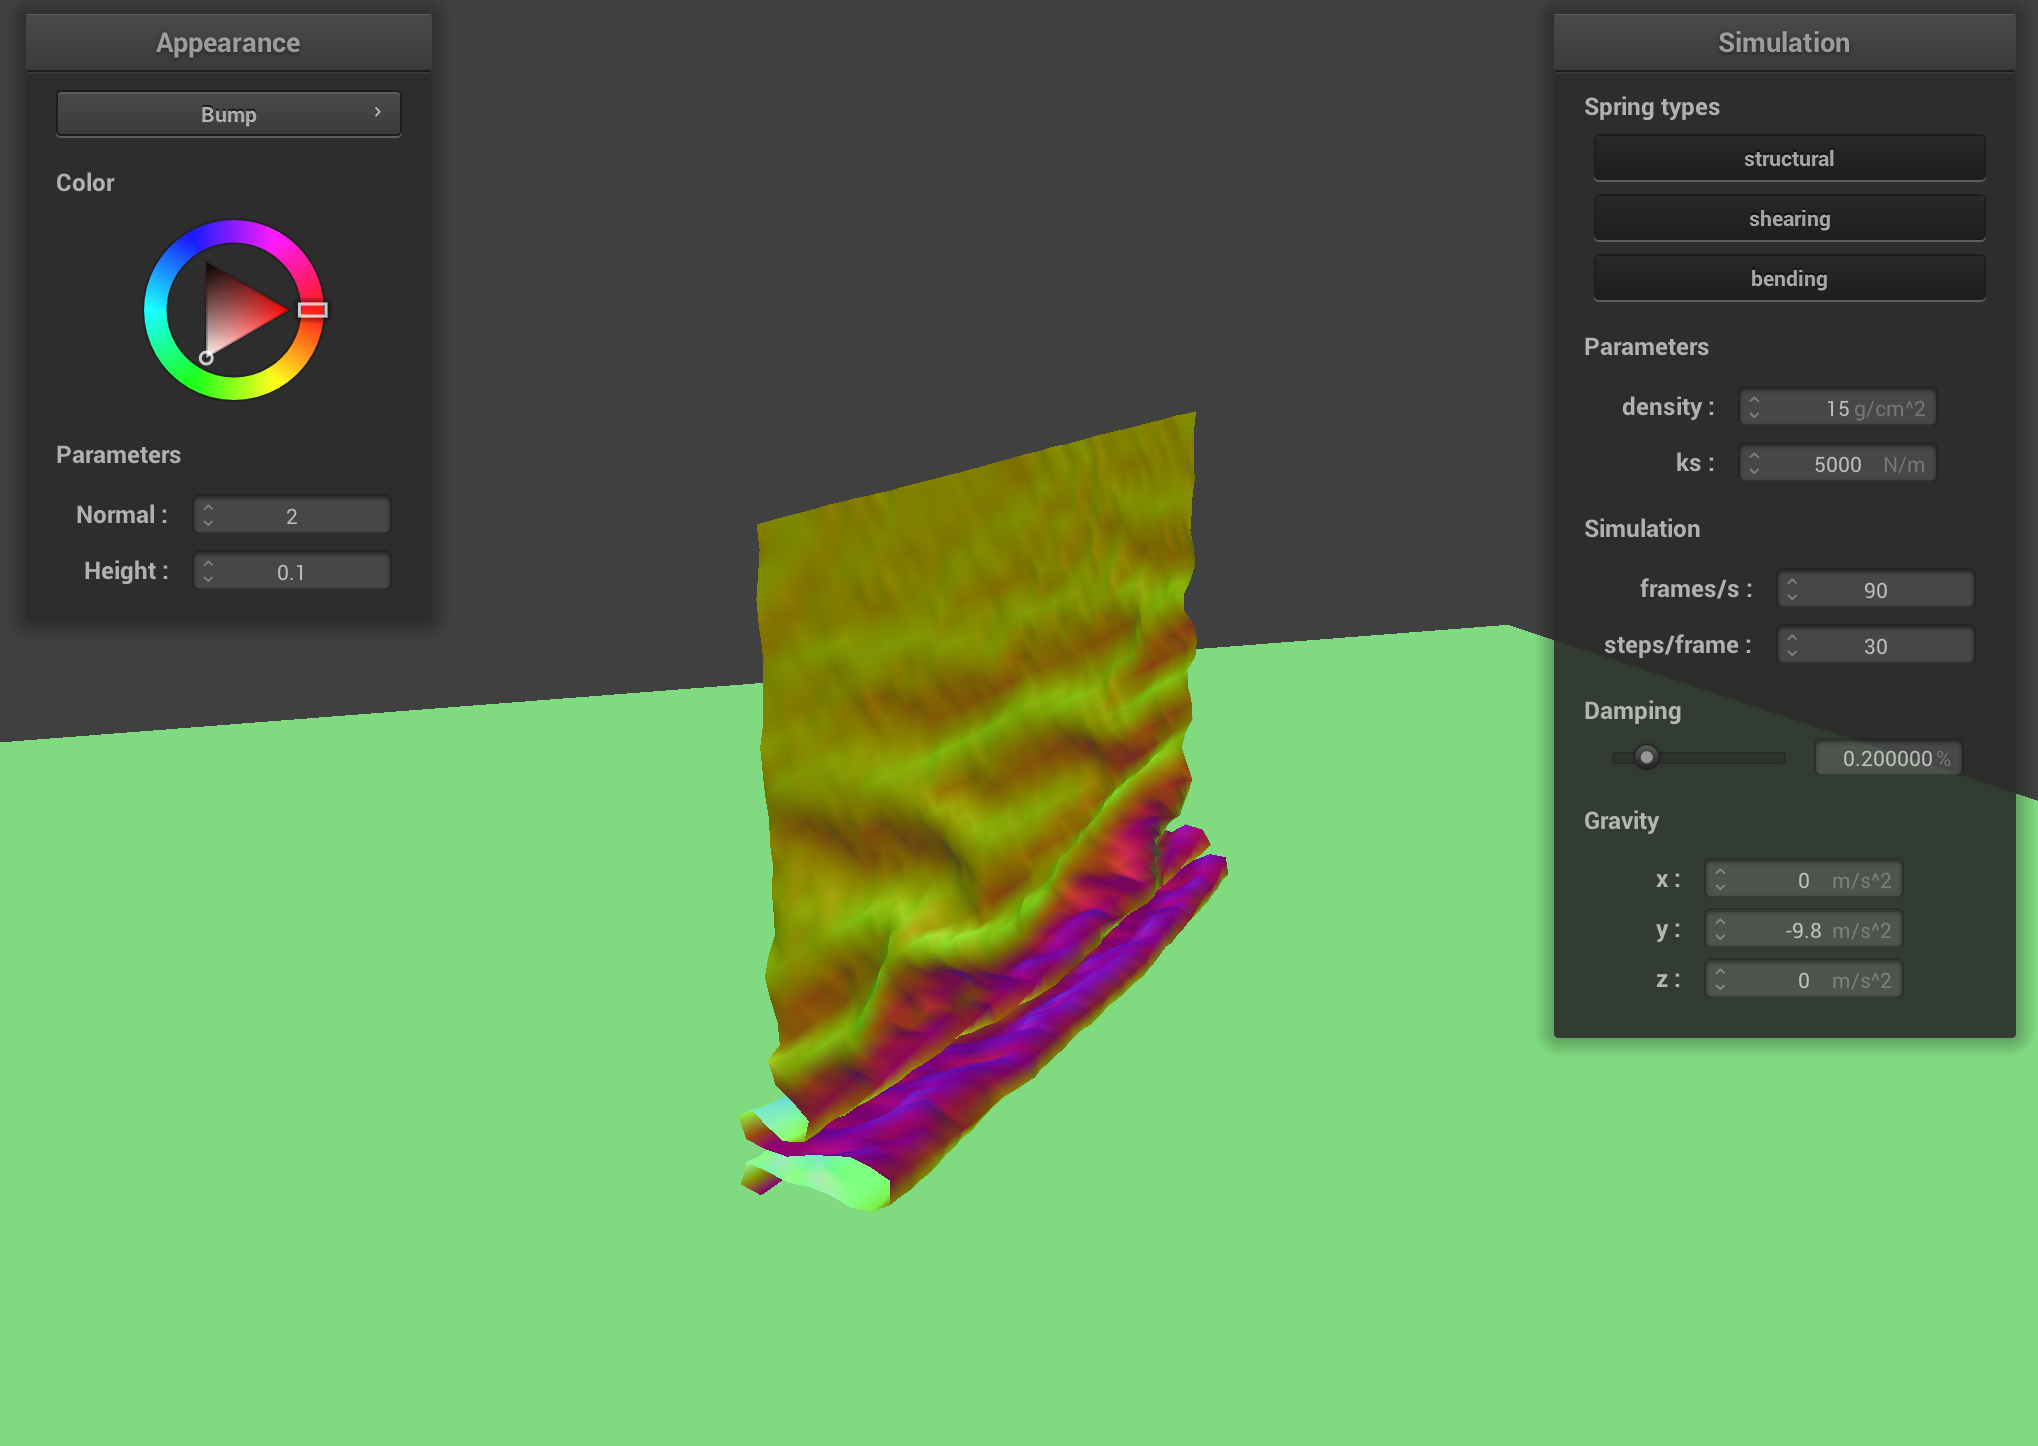 Appearance
Bump
Color
Parameters
Normal : 2
Height : 0.1
Simulation
Spring types
structural
shearing
bending
Parameters
density : 15 g/cm^2
ks : 5000 N/m
Simulation
frames/s : 90
steps/frame : 30
Damping
0.200000 %
Gravity
x : 0 m/s^2
y : -9.8 m/s^2
z : 0 m/s^2